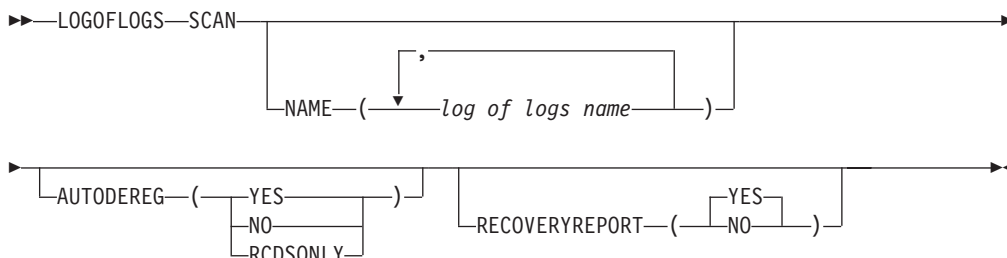 LOGOFLOGS SCAN
,
NAME ( log of logs name )
AUTODEREG ( YES )
NO
RCDSONLY
RECOVERYREPORT ( YES
NO )